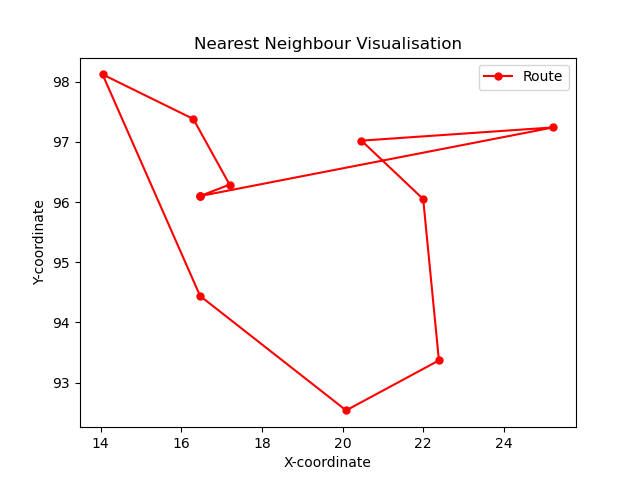 Nearest Neighbour Visualisation
Route
98
97
96
95
94
93
Y-coordinate
14 16 18 20 22 24
X-coordinate